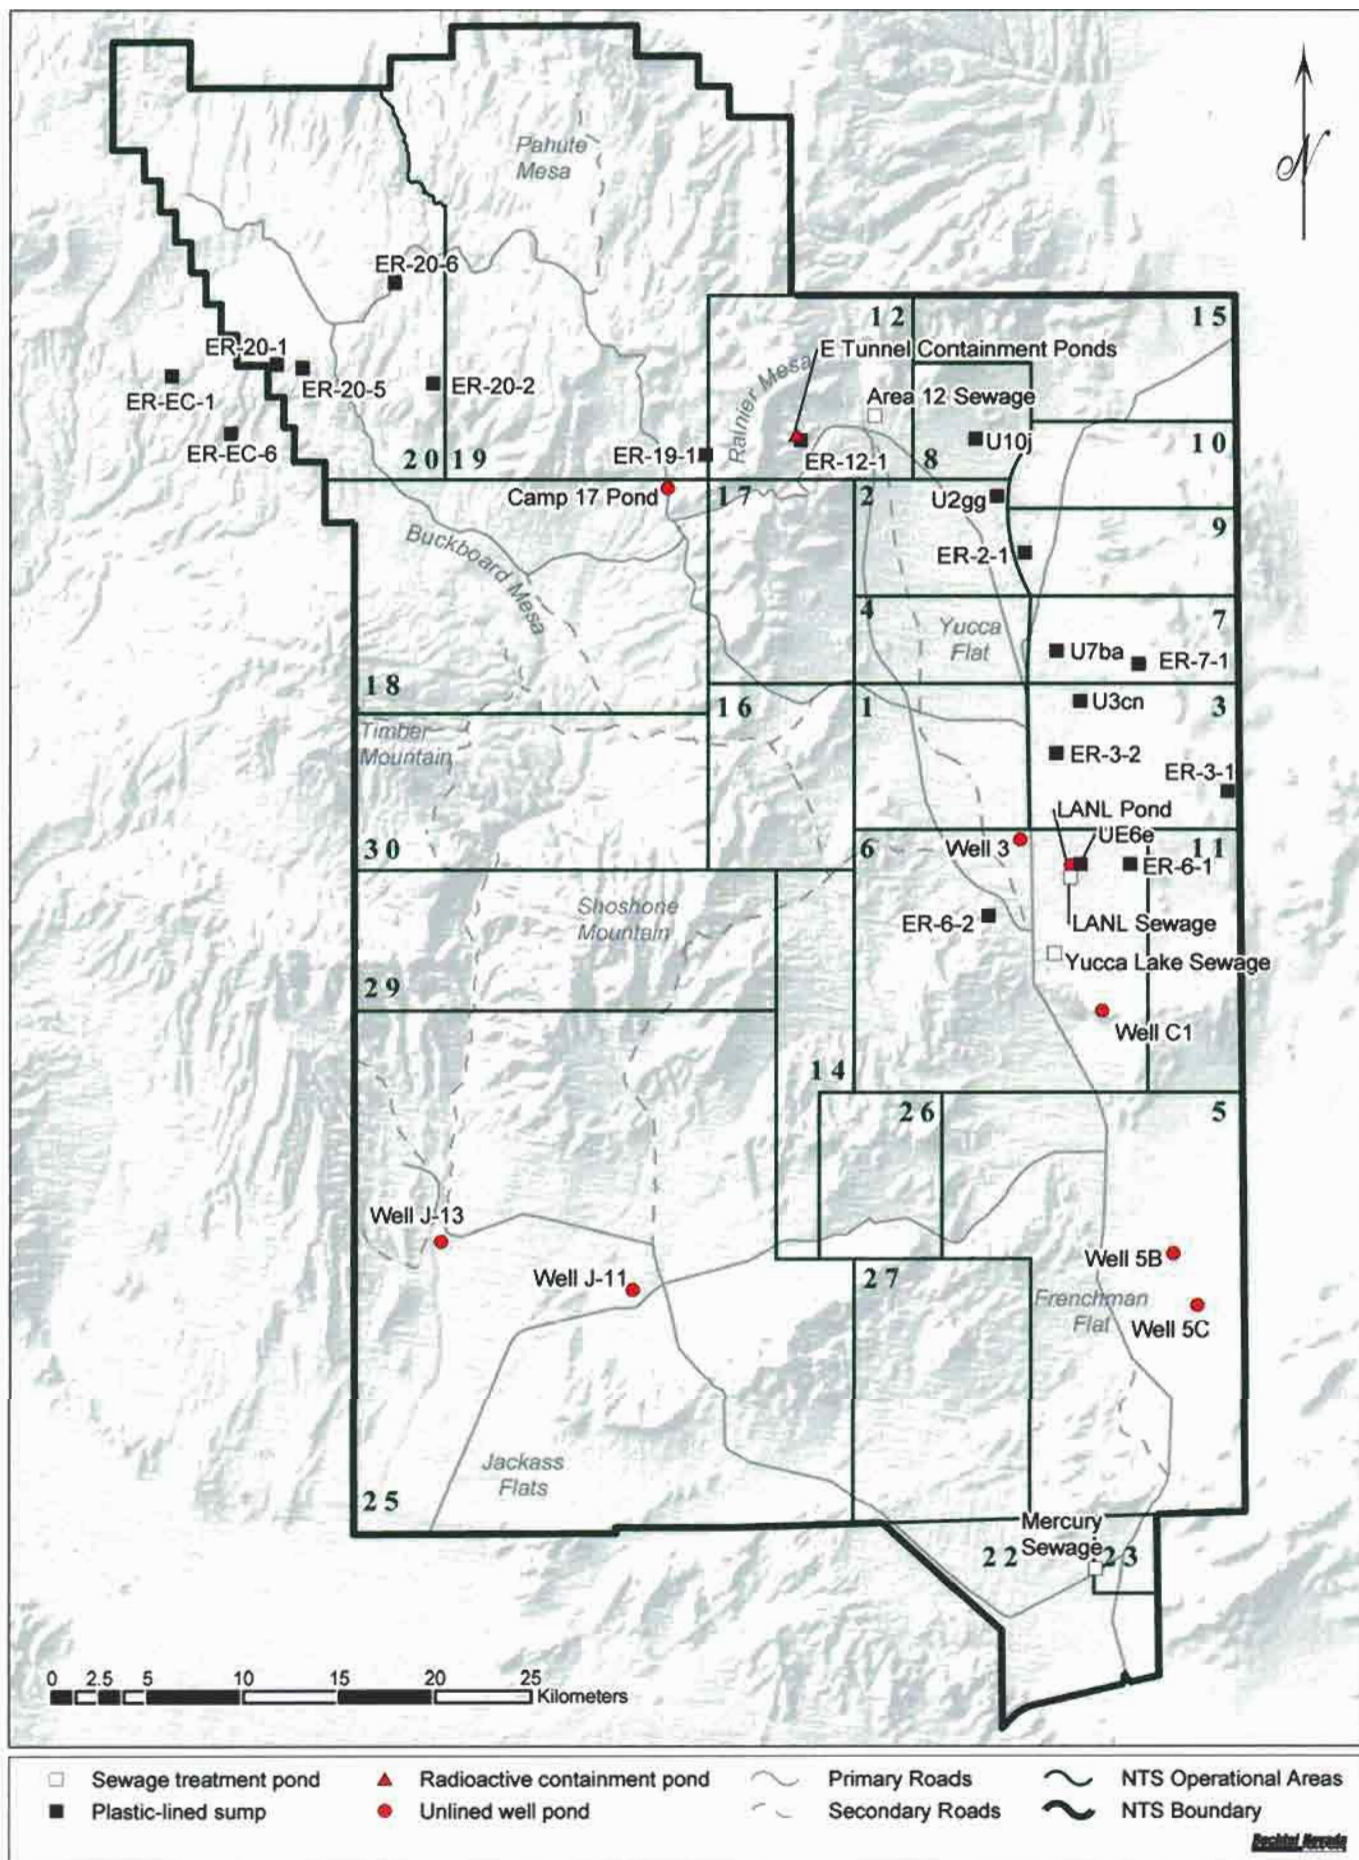 N
Pahute
Mesa
ER-20-6
12
15
E Tunnel Containment Ponds
ER-20-1
ER-20-5
ER-20-2
ER-EC-1
Rainier Mesa
Area 12 Sewage
ER-EC-6
20
19
ER-19-1
ER-12-1
8
U10j
10
Camp 17 Pond
17
2
U2gg
9
Buckboard Mesa
ER-2-1
4
Yucca
Flat
7
U7ba
ER-7-1
18
16
1
U3cn
3
Timber
Mountain
ER-3-2
ER-3-1
LANL Pond
30
6
Well 3
UE6e
11
ER-6-1
Shoshone
Mountain
ER-6-2
LANL Sewage
Yucca Lake Sewage
29
Well C1
14
26
5
Well J-13
Well J-11
Well 5B
27
Frenchman
Flat
Well 5C
Jackass
Flats
25
Mercury
Sewage
22
23
0 2.5 5 10 15 20 25
Kilometers
Sewage treatment pond
Radioactive containment pond
Primary Roads
NTS Operational Areas
Plastic-lined sump
Unlined well pond
Secondary Roads
NTS Boundary
Bechtel Nevada